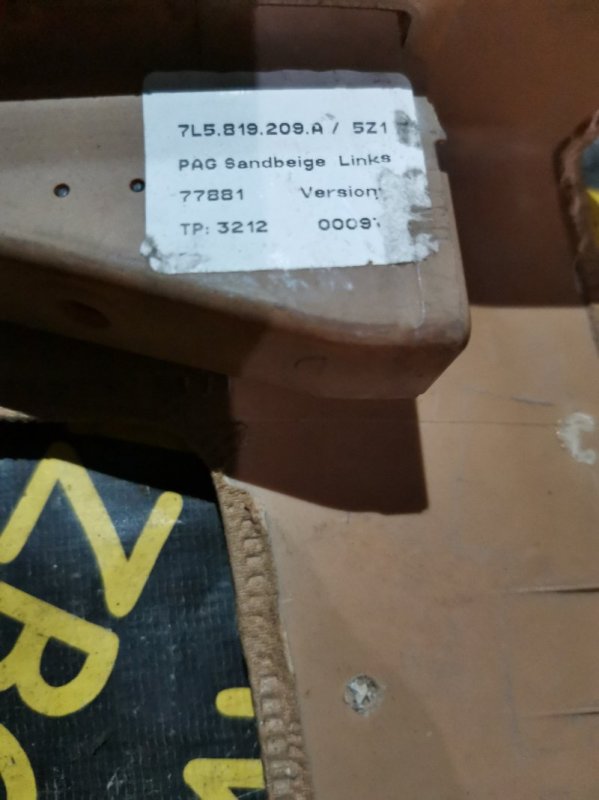 7L5.819.209.A / 5Z1
PAG Sandbeige Links
77881 Version
TP: 3212 0009